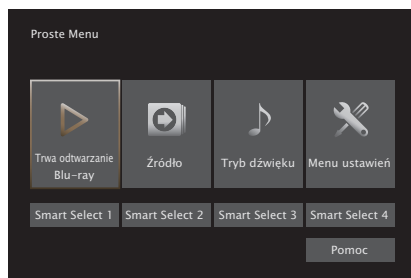 Proste Menu
Trwa odtwarzanie
Blu-ray
Źródło
Tryb dźwięku
Menu ustawień
Smart Select 1
Smart Select 2
Smart Select 3
Smart Select 4
Pomoc